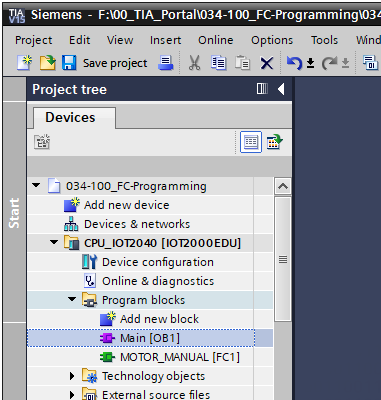 TIA V15 Siemens - F:\00_TIA_Portal\034-100_FC-Programming\034
Project Edit View Insert Online Options Tools Wind
Save project
Project tree
Devices
Start
034-100_FC-Programming
Add new device
Devices & networks
CPU_IOT2040 [IOT2000EDU]
Device configuration
Online & diagnostics
Program blocks
Add new block
Main [OB1]
MOTOR_MANUAL [FC1]
Technology objects
External source files